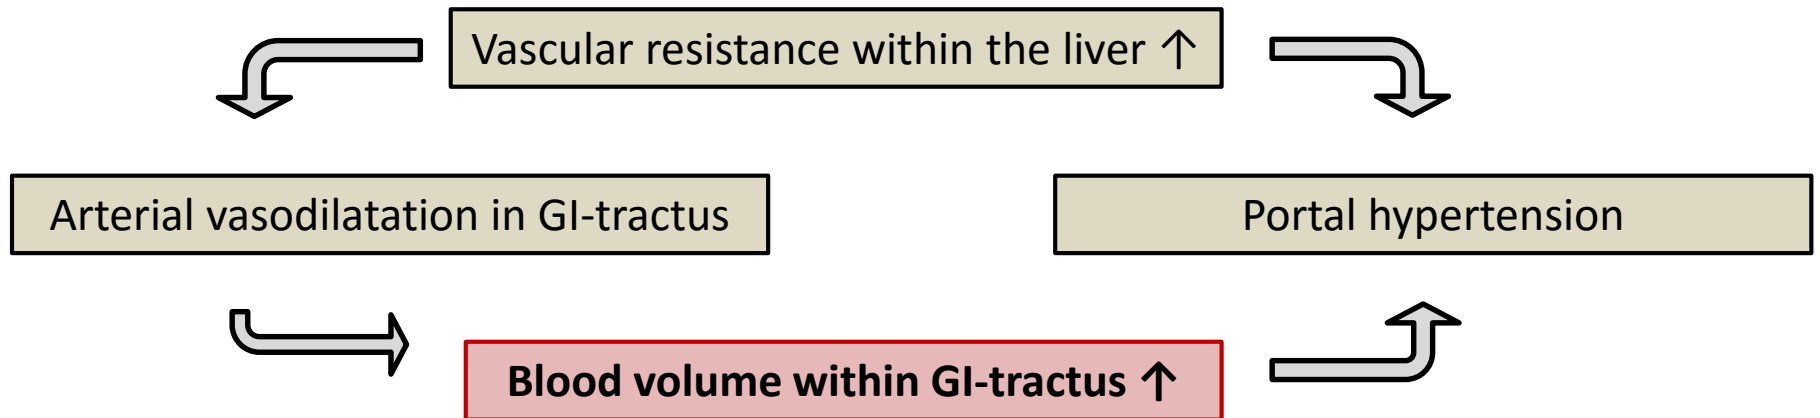 Vascular resistance within the liver ↑
Arterial vasodilatation in GI-tractus
Portal hypertension
Blood volume within GI-tractus ↑